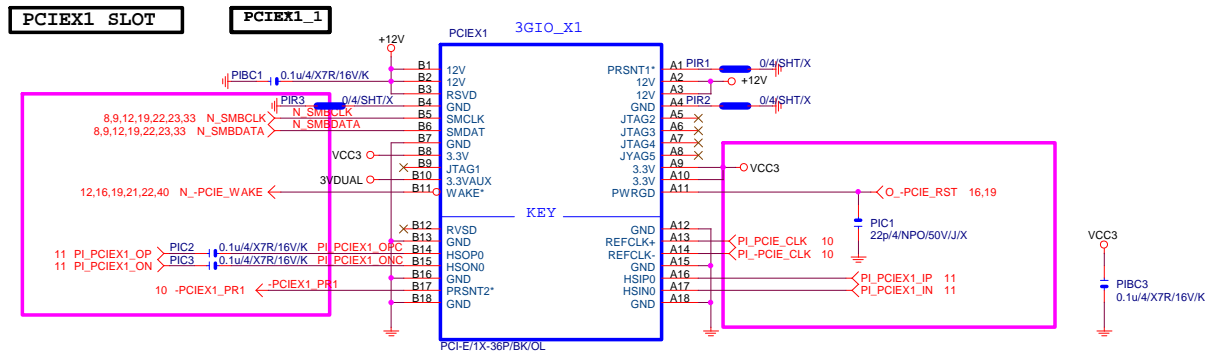 PCIEX1 SLOT
PCIEX1_1
PCIEX1
3GIO_X1
+12V
PIBC1
0.1u/4/X7R/16V/K
B1
12V
B2
12V
B3
RSVD
PIR3
0/4/SHT/X
B4
GND
8,9,12,19,22,23,33 N_SMBCLK
N_SMBCLK
B5
SMCLK
8,9,12,19,22,23,33 N_SMBDATA
N_SMBDATA
B6
SMDAT
B7
GND
VCC3
B8
3.3V
B9
JTAG1
3VDUAL
B10
3.3VAUX
12,16,19,21,22,40 N_-PCIE_WAKE
B11
WAKE*
KEY
B12
RVSD
B13
GND
11 PI_PCIEX1_OP
PIC2
0.1u/4/X7R/16V/K
PI_PCIEX1_OPC
B14
HSOP0
11 PI_PCIEX1_ON
PIC3
0.1u/4/X7R/16V/K
PI_PCIEX1_ONC
B15
HSON0
B16
GND
10 -PCIEX1_PR1
-PCIEX1_PR1
B17
PRSNT2*
B18
GND
PCI-E/1X-36P/BK/OL
PRSNT1*
A1
PIR1
0/4/SHT/X
12V
A2
+12V
12V
A3
GND
A4
PIR2
0/4/SHT/X
JTAG2
A5
JTAG3
A6
JTAG4
A7
JYAG5
A8
3.3V
A9
VCC3
3.3V
A10
PWRGD
A11
O_-PCIE_RST 16,19
PIC1
22p/4/NPO/50V/J/X
GND
A12
REFCLK+
A13
PI_PCIE_CLK 10
REFCLK-
A14
PI_-PCIE_CLK 10
GND
A15
HSIP0
A16
PI_PCIEX1_IP 11
HSIN0
A17
PI_PCIEX1_IN 11
GND
A18
VCC3
PIBC3
0.1u/4/X7R/16V/K